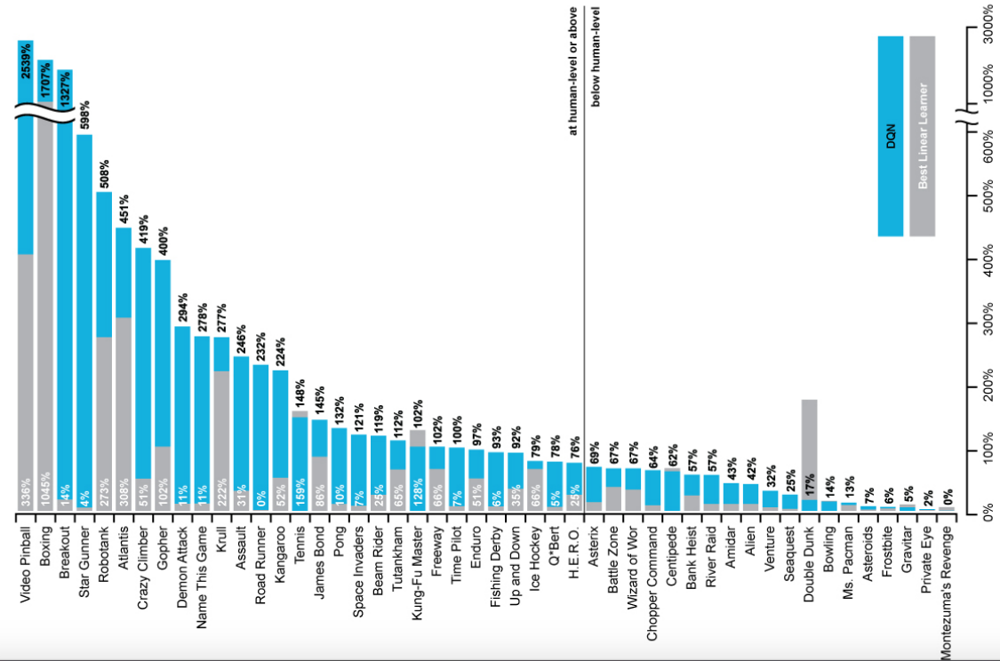 2539%
1707%
1327%
598%
508%
451%
419%
400%
294%
278%
277%
246%
232%
224%
148%
145%
132%
121%
119%
112%
102%
102%
100%
97%
93%
92%
79%
78%
76%
69%
67%
67%
64%
62%
57%
57%
43%
42%
32%
25%
17%
14%
13%
7%
6%
5%
2%
0%
336%
1045%
14%
4%
273%
308%
51%
102%
11%
11%
222%
31%
0%
52%
159%
86%
10%
7%
25%
65%
128%
66%
7%
51%
6%
35%
66%
5%
25%
at human-level or above
below human-level
DQN
Best Linear Learner
3000%
1000%
600%
500%
400%
300%
200%
100%
0%
Video Pinball
Boxing
Breakout
Star Gunner
Robotank
Atlantis
Crazy Climber
Gopher
Demon Attack
Name This Game
Krull
Assault
Road Runner
Kangaroo
Tennis
James Bond
Pong
Space Invaders
Beam Rider
Tutankham
Kung-Fu Master
Freeway
Time Pilot
Enduro
Fishing Derby
Up and Down
Ice Hockey
Q*Bert
H.E.R.O.
Asterix
Battle Zone
Wizard of Wor
Chopper Command
Centipede
Bank Heist
River Raid
Amidar
Alien
Venture
Seaquest
Double Dunk
Bowling
Ms. Pacman
Asteroids
Frostbite
Gravitar
Private Eye
Montezuma's Revenge